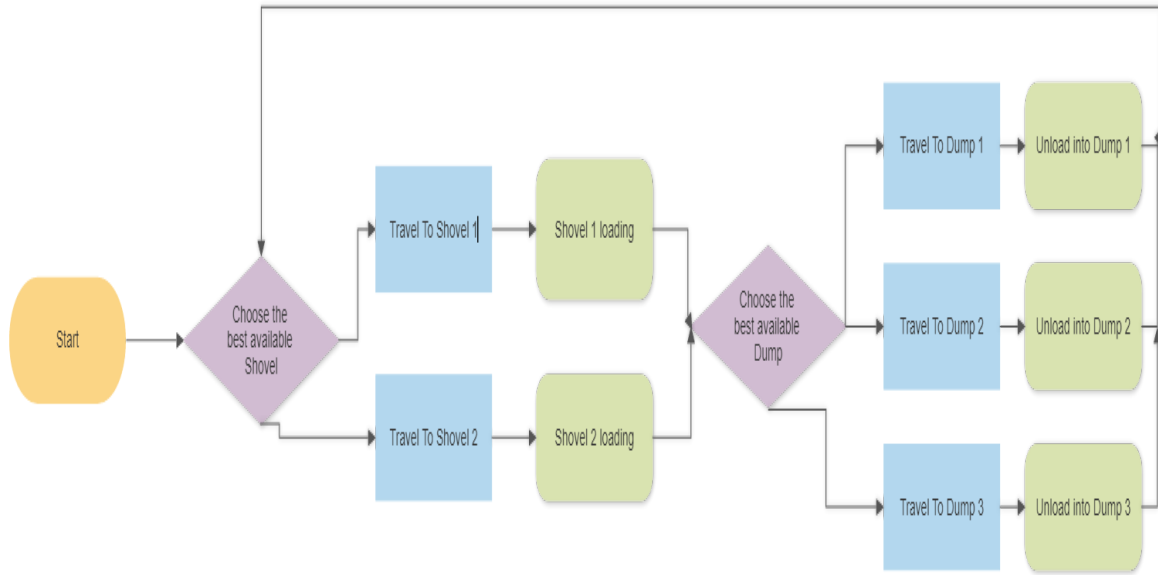 Start
Choose the
best available
Shovel
Travel To Shovel 1
Shovel 1 loading
Travel To Shovel 2
Shovel 2 loading
Choose the
best available
Dump
Travel To Dump 1
Unload into Dump 1
Travel To Dump 2
Unload into Dump 2
Travel To Dump 3
Unload into Dump 3